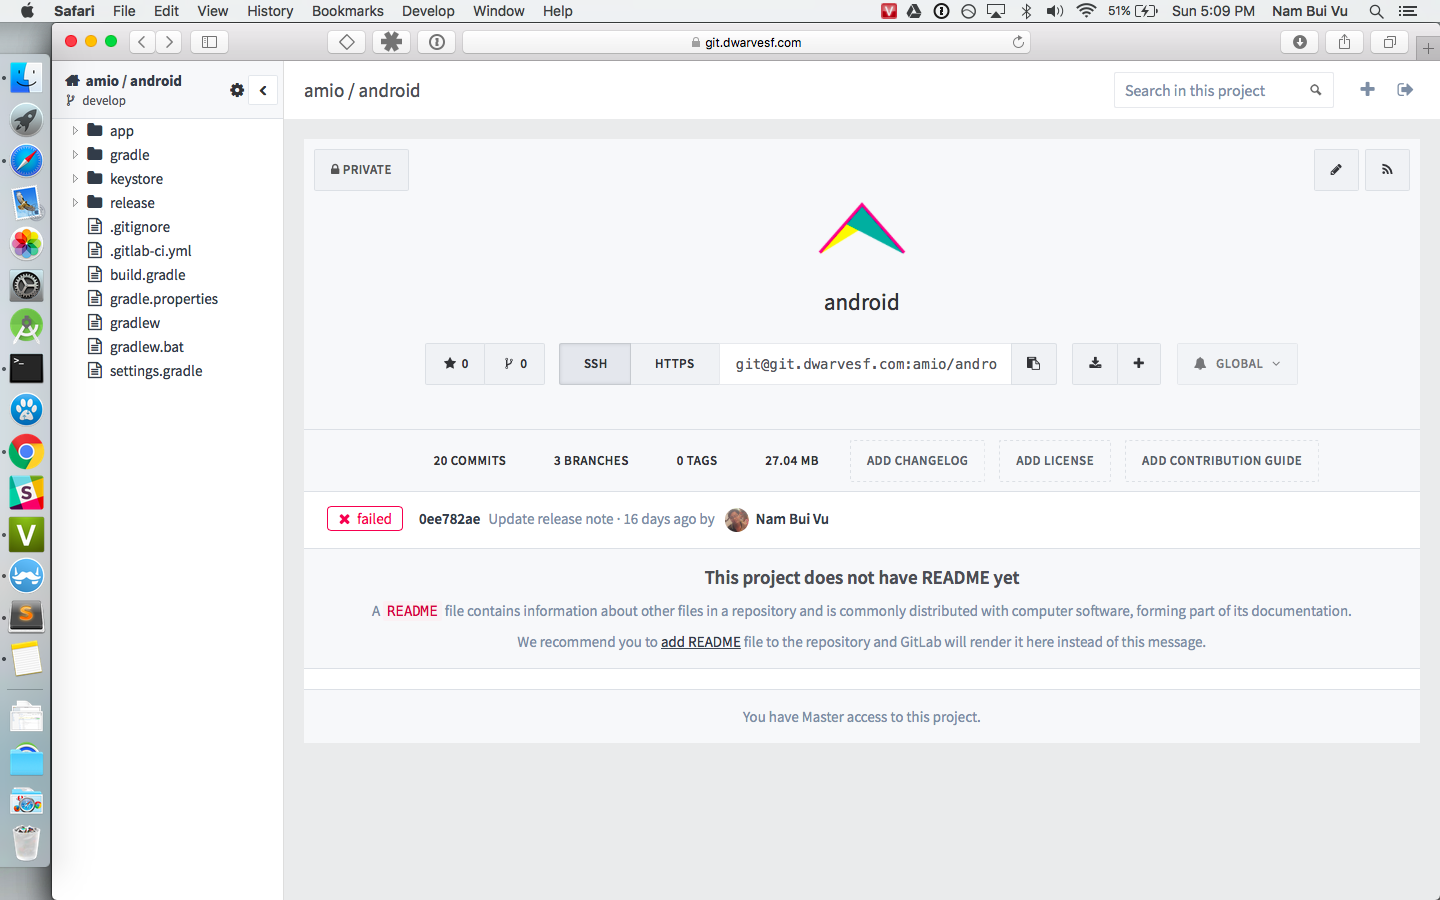 Safari File Edit View History Bookmarks Develop Window Help 51% Sun 5:09 PM Nam Bui Vu
git.dwarvesf.com
amio / android
develop
app
gradle
keystore
release
.gitignore
.gitlab-ci.yml
build.gradle
gradle.properties
gradlew
gradlew.bat
settings.gradle
amio / android
Search in this project
PRIVATE
android
0 0 SSH HTTPS git@git.dwarvesf.com:amio/andro GLOBAL
20 COMMITS 3 BRANCHES 0 TAGS 27.04 MB ADD CHANGELOG ADD LICENSE ADD CONTRIBUTION GUIDE
failed 0ee782ae Update release note · 16 days ago by Nam Bui Vu
This project does not have README yet
A README file contains information about other files in a repository and is commonly distributed with computer software, forming part of its documentation.
We recommend you to add README file to the repository and GitLab will render it here instead of this message.
You have Master access to this project.